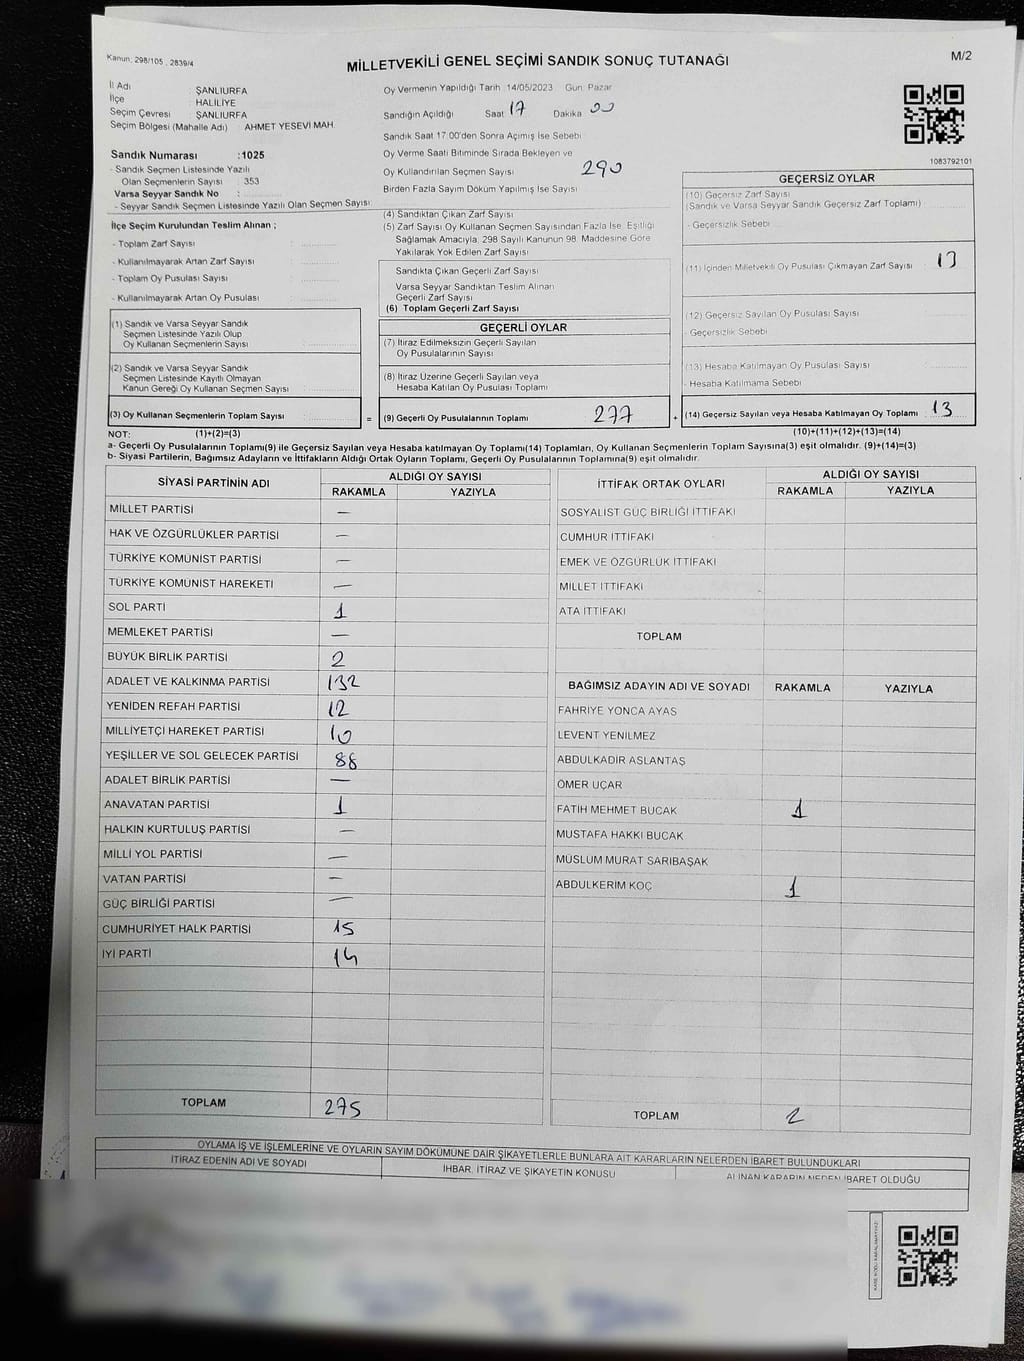 Kanun: 298/105 , 2839/4
MİLLETVEKİLİ GENEL SEÇİMİ SANDIK SONUÇ TUTANAĞI
M/2
İl Adı : ŞANLIURFA
İlçe : HALİLİYE
Seçim Çevresi : ŞANLIURFA
Seçim Bölgesi (Mahalle Adı) : AHMET YESEVİ MAH.
Sandık Numarası :1025
- Sandık Seçmen Listesinde Yazılı
Olan Seçmenlerin Sayısı : 353
Varsa Seyyar Sandık No :
- Seyyar Sandık Seçmen Listesinde Yazılı Olan Seçmen Sayısı:
İlçe Seçim Kurulundan Teslim Alınan ;
- Toplam Zarf Sayısı :
- Kullanılmayarak Artan Zarf Sayısı :
- Toplam Oy Pusulası Sayısı :
- Kullanılmayarak Artan Oy Pusulası :
(1) Sandık ve Varsa Seyyar Sandık
Seçmen Listesinde Yazılı Olup
Oy Kullanan Seçmenlerin Sayısı :
(2) Sandık ve Varsa Seyyar Sandık
Seçmen Listesinde Kayıtlı Olmayan
Kanun Gereği Oy Kullanan Seçmen Sayısı :
(3) Oy Kullanan Seçmenlerin Toplam Sayısı :
Oy Vermenin Yapıldığı Tarih 14/05/2023 Gün: Pazar
Sandığın Açıldığı Saat 17 Dakika 00
Sandık Saat 17:00'den Sonra Açılmış İse Sebebi
Oy Verme Saati Bitiminde Sırada Bekleyen ve
Oy Kullandırılan Seçmen Sayısı 290
Birden Fazla Sayım Döküm Yapılmış İse Sayısı
(4) Sandıktan Çıkan Zarf Sayısı
(5) Zarf Sayısı Oy Kullanan Seçmen Sayısından Fazla İse, Eşitliği
Sağlamak Amacıyla, 298 Sayılı Kanunun 98. Maddesine Göre
Yakılarak Yok Edilen Zarf Sayısı
Sandıkta Çıkan Geçerli Zarf Sayısı
Varsa Seyyar Sandıktan Teslim Alınan
Geçerli Zarf Sayısı
(6) Toplam Geçerli Zarf Sayısı
GEÇERLİ OYLAR
(7) İtiraz Edilmeksizin Geçerli Sayılan
Oy Pusulalarının Sayısı
(8) İtiraz Üzerine Geçerli Sayılan veya
Hesaba Katılan Oy Pusulası Toplamı
= (9) Geçerli Oy Pusulalarının Toplamı 277
1083792101
GEÇERSİZ OYLAR
(10) Geçersiz Zarf Sayısı
(Sandık ve Varsa Seyyar Sandık Geçersiz Zarf Toplamı)
- Geçersizlik Sebebi
(11) İçinden Milletvekili Oy Pusulası Çıkmayan Zarf Sayısı 13
(12) Geçersiz Sayılan Oy Pusulası Sayısı
- Geçersizlik Sebebi
(13) Hesaba Katılmayan Oy Pusulası Sayısı
- Hesaba Katılmama Sebebi
+ (14) Geçersiz Sayılan veya Hesaba Katılmayan Oy Toplamı 13
NOT: (1)+(2)=(3)
(10)+(11)+(12)+(13)=(14)
a- Geçerli Oy Pusulalarının Toplamı(9) ile Geçersiz Sayılan veya Hesaba katılmayan Oy Toplamı(14) Toplamları, Oy Kullanan Seçmenlerin Toplam Sayısına(3) eşit olmalıdır. (9)+(14)=(3)
b- Siyasi Partilerin, Bağımsız Adayların ve İttifakların Aldığı Ortak Oyların Toplamı, Geçerli Oy Pusulalarının Toplamına(9) eşit olmalıdır.
SİYASİ PARTİNİN ADI ALDIĞI OY SAYISI
RAKAMLA YAZIYLA
MİLLET PARTİSİ —
HAK VE ÖZGÜRLÜKLER PARTİSİ —
TÜRKİYE KOMÜNİST PARTİSİ —
TÜRKİYE KOMÜNİST HAREKETİ —
SOL PARTİ 1
MEMLEKET PARTİSİ —
BÜYÜK BİRLİK PARTİSİ 2
ADALET VE KALKINMA PARTİSİ 132
YENİDEN REFAH PARTİSİ 12
MİLLİYETÇİ HAREKET PARTİSİ 10
YEŞİLLER VE SOL GELECEK PARTİSİ 88
ADALET BİRLİK PARTİSİ —
ANAVATAN PARTİSİ 1
HALKIN KURTULUŞ PARTİSİ —
MİLLİ YOL PARTİSİ —
VATAN PARTİSİ —
GÜÇ BİRLİĞİ PARTİSİ —
CUMHURİYET HALK PARTİSİ 15
İYİ PARTİ 14
TOPLAM 275
İTTİFAK ORTAK OYLARI ALDIĞI OY SAYISI
RAKAMLA YAZIYLA
SOSYALİST GÜÇ BİRLİĞİ İTTİFAKI
CUMHUR İTTİFAKI
EMEK VE ÖZGÜRLÜK İTTİFAKI
MİLLET İTTİFAKI
ATA İTTİFAKI
TOPLAM
BAĞIMSIZ ADAYIN ADI VE SOYADI RAKAMLA YAZIYLA
FAHRİYE YONCA AYAS
LEVENT YENİLMEZ
ABDULKADİR ASLANTAŞ
ÖMER UÇAR
FATİH MEHMET BUCAK 1
MUSTAFA HAKKI BUCAK
MÜSLÜM MURAT SARIBAŞAK
ABDULKERİM KOÇ 1
TOPLAM 2
OYLAMA İŞ VE İŞLEMLERİNE VE OYLARIN SAYIM DÖKÜMÜNE DAİR ŞİKAYETLERLE BUNLARA AİT KARARLARIN NELERDEN İBARET BULUNDUKLARI
İTİRAZ EDENİN ADI VE SOYADI İHBAR, İTİRAZ VE ŞİKAYETİN KONUSU ALINAN KARARIN NEDEN İBARET OLDUĞU